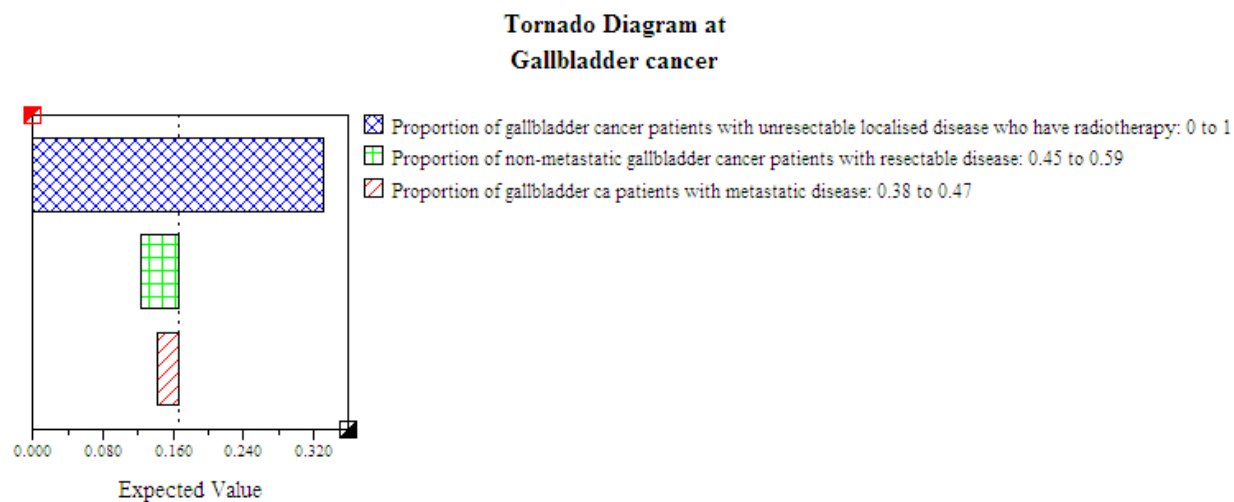 Tornado Diagram at
Gallbladder cancer
Proportion of gallbladder cancer patients with unresectable localised disease who have radiotherapy: 0 to 1
Proportion of non-metastatic gallbladder cancer patients with resectable disease: 0.45 to 0.59
Proportion of gallbladder ca patients with metastatic disease: 0.38 to 0.47
0.000 0.080 0.160 0.240 0.320
Expected Value